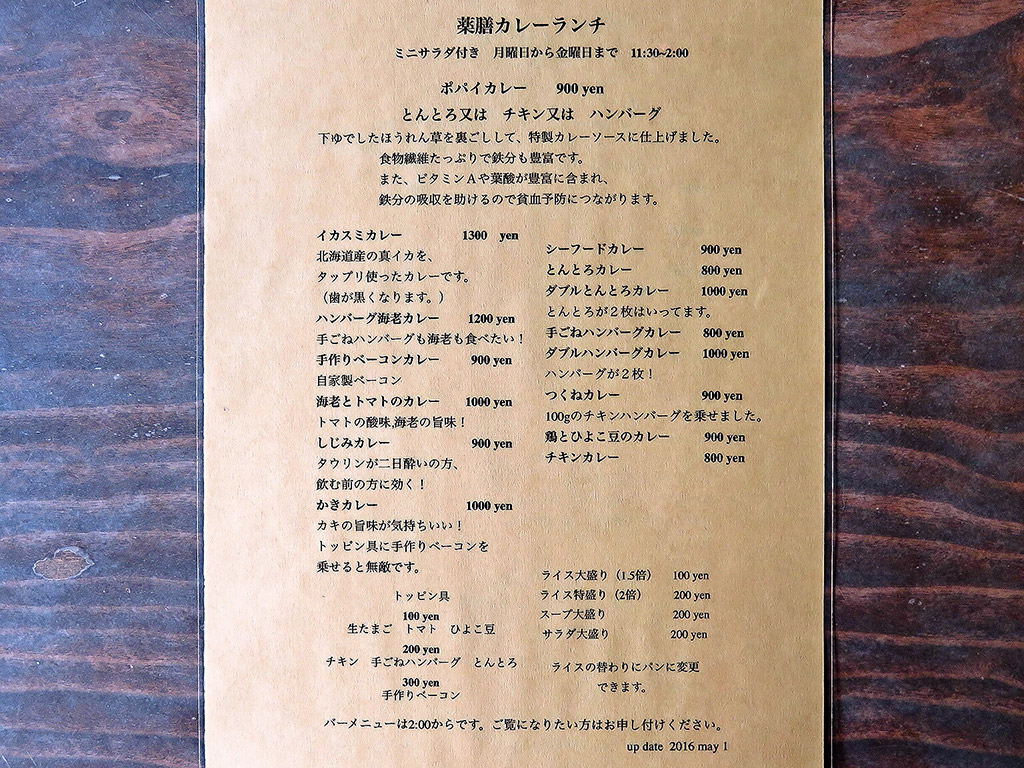 薬膳カレーランチ
ミニサラダ付き　月曜日から金曜日まで　11:30~2:00
ポパイカレー　900 yen
とんとろ又は　チキン又は　ハンバーグ
下ゆでしたほうれん草を裏ごしして、特製カレーソースに仕上げました。
食物繊維たっぷりで鉄分も豊富です。
また、ビタミンAや葉酸が豊富に含まれ、
鉄分の吸収を助けるので貧血予防につながります。
イカスミカレー　1300　yen
北海道産の真イカを、
タップリ使ったカレーです。
（歯が黒くなります。）
ハンバーグ海老カレー　1200 yen
手ごねハンバーグも海老も食べたい！
手作りベーコンカレー　900 yen
自家製ベーコン
海老とトマトのカレー　1000 yen
トマトの酸味,海老の旨味！
しじみカレー　900 yen
タウリンが二日酔いの方、
飲む前の方に効く！
かきカレー　1000 yen
カキの旨味が気持ちいい！
トッピン具に手作りベーコンを
乗せると無敵です。
シーフードカレー　900 yen
とんとろカレー　800 yen
ダブルとんとろカレー　1000 yen
とんとろが２枚はいってます。
手ごねハンバーグカレー　800 yen
ダブルハンバーグカレー　1000 yen
ハンバーグが２枚！
つくねカレー　900 yen
100gのチキンハンバーグを乗せました。
鶏とひよこ豆のカレー　900 yen
チキンカレー　800 yen
トッピン具
100 yen
生たまご　トマト　ひよこ豆
200 yen
チキン　手ごねハンバーグ　とんとろ
300 yen
手作りベーコン
ライス大盛り（1.5倍）　100 yen
ライス特盛り（2倍）　200 yen
スープ大盛り　200 yen
サラダ大盛り　200 yen
ライスの替わりにパンに変更
できます。
バーメニューは2:00からです。ご覧になりたい方はお申し付けください。
up date 2016 may 1